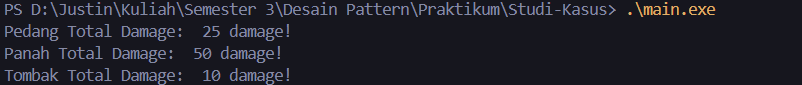 PS D:\Justin\Kuliah\Semester 3\Desain Pattern\Praktikum\Studi-Kasus> .\main.exe
Pedang Total Damage:  25 damage!
Panah Total Damage:  50 damage!
Tombak Total Damage:  10 damage!